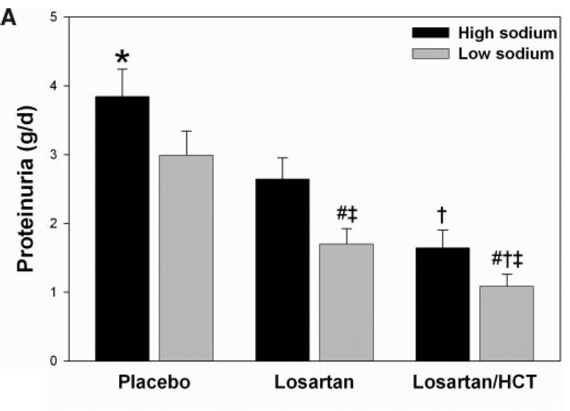 A
5
High sodium
Low sodium
*
4
3
2
1
0
Proteinuria (g/d)
#‡
†
#†‡
Placebo Losartan Losartan/HCT